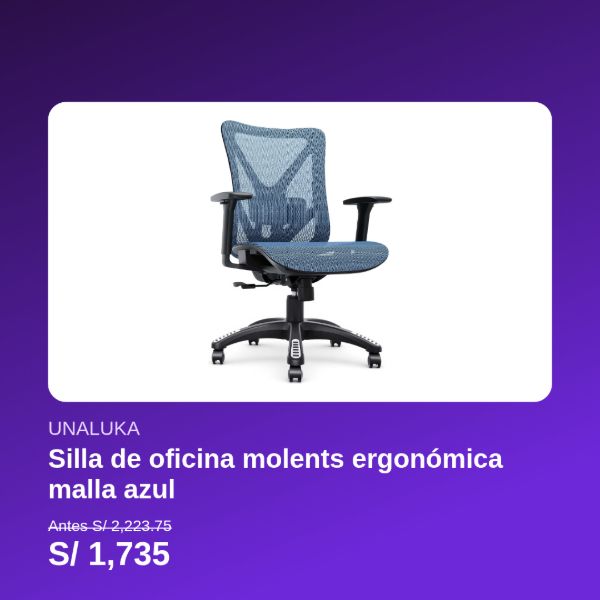 UNALUKA
Silla de oficina molents ergonómica
malla azul
Antes S/ 2,223.75
S/ 1,735